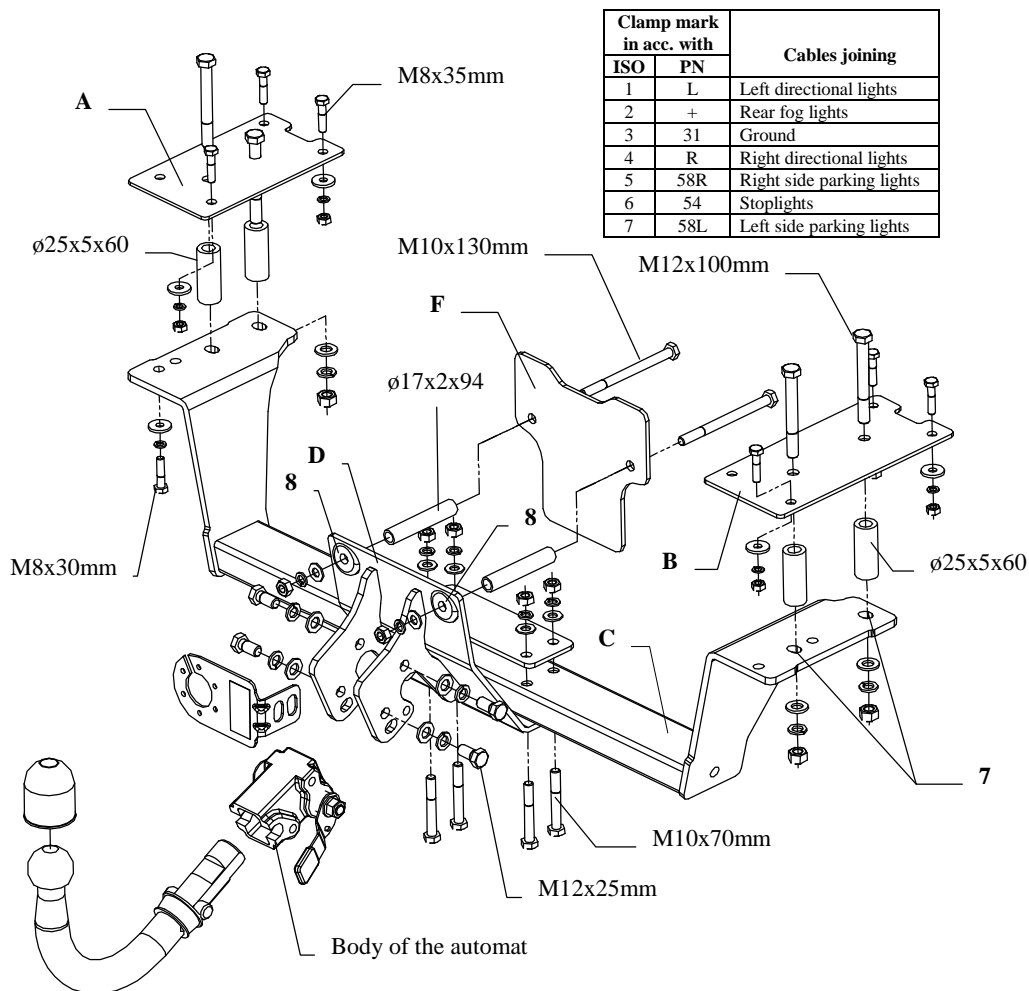 Clamp mark in acc. with | Cables joining
ISO | PN
1 | L | Left directional lights
2 | + | Rear fog lights
3 | 31 | Ground
4 | R | Right directional lights
5 | 58R | Right side parking lights
6 | 54 | Stoplights
7 | 58L | Left side parking lights
M8x35mm
A
ø25x5x60
M10x130mm
M12x100mm
F
ø17x2x94
D
8
8
B
ø25x5x60
M8x30mm
C
7
M10x70mm
M12x25mm
Body of the automat